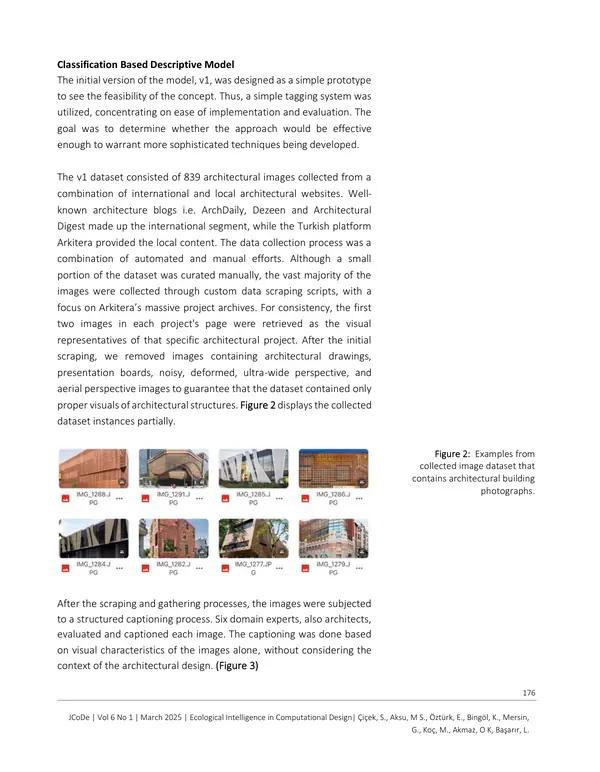 Classification Based Descriptive Model
The initial version of the model, v1, was designed as a simple prototype
to see the feasibility of the concept. Thus, a simple tagging system was
utilized, concentrating on ease of implementation and evaluation. The
goal was to determine whether the approach would be effective
enough to warrant more sophisticated techniques being developed.
The v1 dataset consisted of 839 architectural images collected from a
combination of international and local architectural websites. Well-
known architecture blogs i.e. ArchDaily, Dezeen and Architectural
Digest made up the international segment, while the Turkish platform
Arkitera provided the local content. The data collection process was a
combination of automated and manual efforts. Although a small
portion of the dataset was curated manually, the vast majority of the
images were collected through custom data scraping scripts, with a
focus on Arkitera's massive project archives. For consistency, the first
two images in each project's page were retrieved as the visual
representatives of that specific architectural project. After the initial
scraping, we removed images containing architectural drawings,
presentation boards, noisy, deformed, ultra-wide perspective, and
aerial perspective images to guarantee that the dataset contained only
proper visuals of architectural structures. Figure 2 displays the collected
dataset instances partially.
IMG_1288.J
PG
IMG_1291.J
PG
IMG_1285.J
PG
IMG_1286.J
PG
IMG_1284.J
PG
IMG_1282.J
PG
IMG_1277.JP
G
IMG_1279.J
PG
Figure 2: Examples from
collected image dataset that
contains architectural building
photographs.
After the scraping and gathering processes, the images were subjected
to a structured captioning process. Six domain experts, also architects,
evaluated and captioned each image. The captioning was done based
on visual characteristics of the images alone, without considering the
context of the architectural design. (Figure 3)
176
JCoDe | Vol 6 No 1 | March 2025 | Ecological Intelligence in Computational Design| Çiçek, S., Aksu, M S., Öztürk, E., Bingöl, K., Mersin,
G., Koç, M., Akmaz, O K, Başarır, L.